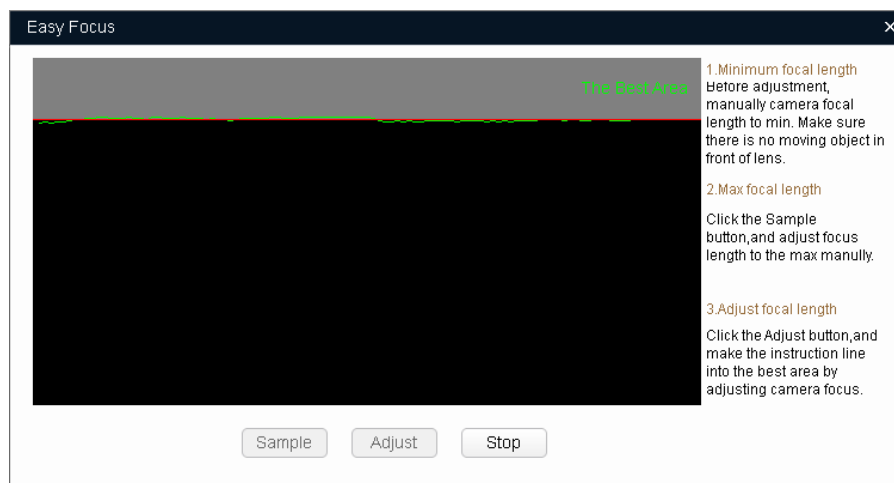 Easy Focus
The Best Area
1.Minimum focal length
Before adjustment,
manually camera focal
length to min. Make sure
there is no moving object in
front of lens.
2.Max focal length
Click the Sample
button,and adjust focus
length to the max manully.
3.Adjust focal length
Click the Adjust button,and
make the instruction line
into the best area by
adjusting camera focus.
Sample Adjust Stop